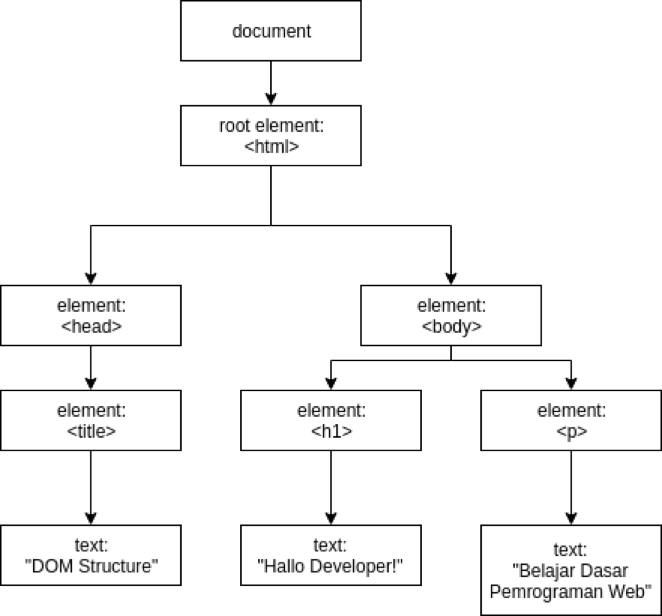 document
root element:
<html>
element:
<head>
element:
<body>
element:
<title>
element:
<h1>
element:
<p>
text:
"DOM Structure"
text:
"Hallo Developer!"
text:
"Belajar Dasar
Pemrograman Web"